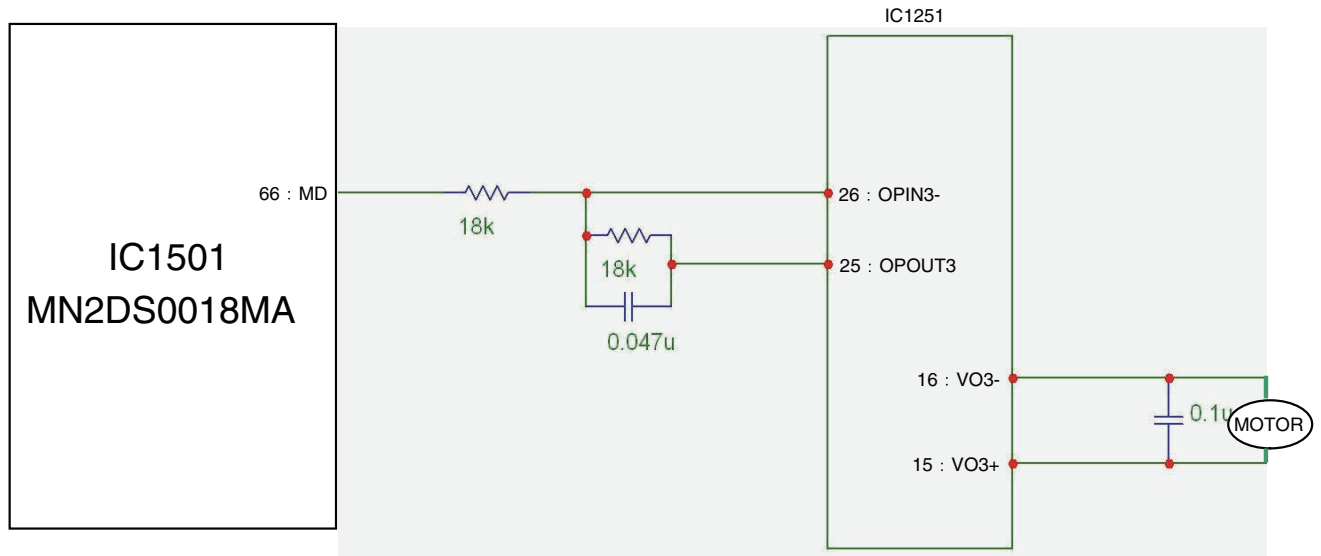 IC1251
66 : MD
18k
26 : OPIN3-
IC1501
MN2DS0018MA
18k
25 : OPOUT3
0.047u
16 : VO3-
0.1u
MOTOR
15 : VO3+